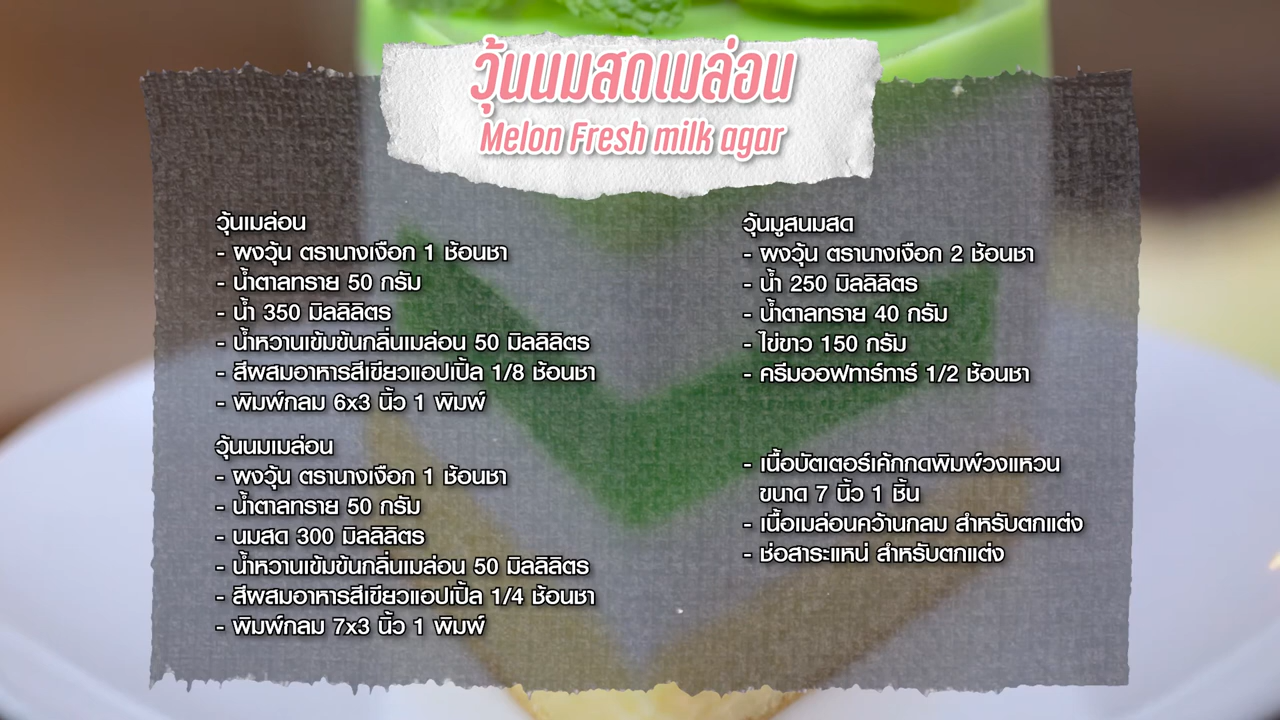 วุ้นนมสดเมล่อน
Melon Fresh milk agar
วุ้นเมล่อน
- ผงวุ้น ตรานางเงือก 1 ช้อนชา
- น้ำตาลทราย 50 กรัม
- น้ำ 350 มิลลิลิตร
- น้ำหวานเข้มข้นกลิ่นเมล่อน 50 มิลลิลิตร
- สีผสมอาหารสีเขียวแอปเปิ้ล 1/8 ช้อนชา
- พิมพ์กลม 6x3 นิ้ว 1 พิมพ์
วุ้นนมเมล่อน
- ผงวุ้น ตรานางเงือก 1 ช้อนชา
- น้ำตาลทราย 50 กรัม
- นมสด 300 มิลลิลิตร
- น้ำหวานเข้มข้นกลิ่นเมล่อน 50 มิลลิลิตร
- สีผสมอาหารสีเขียวแอปเปิ้ล 1/4 ช้อนชา
- พิมพ์กลม 7x3 นิ้ว 1 พิมพ์
วุ้นมูสนมสด
- ผงวุ้น ตรานางเงือก 2 ช้อนชา
- น้ำ 250 มิลลิลิตร
- น้ำตาลทราย 40 กรัม
- ไข่ขาว 150 กรัม
- ครีมออฟทาร์ทาร์ 1/2 ช้อนชา
- เนื้อบัตเตอร์เค้กกดพิมพ์วงแหวน
ขนาด 7 นิ้ว 1 ชิ้น
- เนื้อเมล่อนคว้านกลม สำหรับตกแต่ง
- ช่อสาระแหน่ สำหรับตกแต่ง